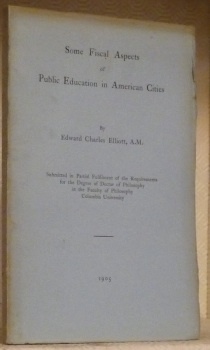 Some Fiscal Aspects
of
Public Education in American Cities
By
Edward Charles Elliott, A.M.
Submitted in Partial Fulfilment of the Requirements
for the Degree of Doctor of Philosophy
in the Faculty of Philosophy
Columbia University
1905